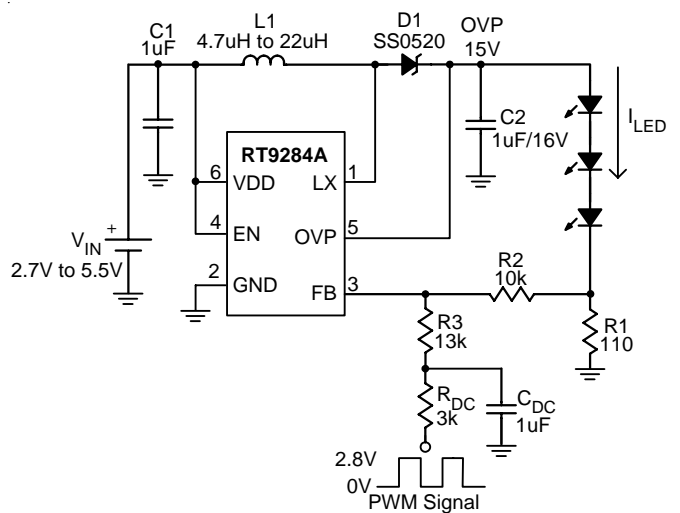 C1
1uF
L1
4.7uH to 22uH
D1
SS0520
OVP
15V
C2
1uF/16V
I LED
RT9284A
6
VDD
LX
1
4
EN
OVP
5
2
GND
FB
3
+
V IN
2.7V to 5.5V
R2
10k
R3
13k
R1
110
R DC
3k
C DC
1uF
2.8V
0V
PWM Signal